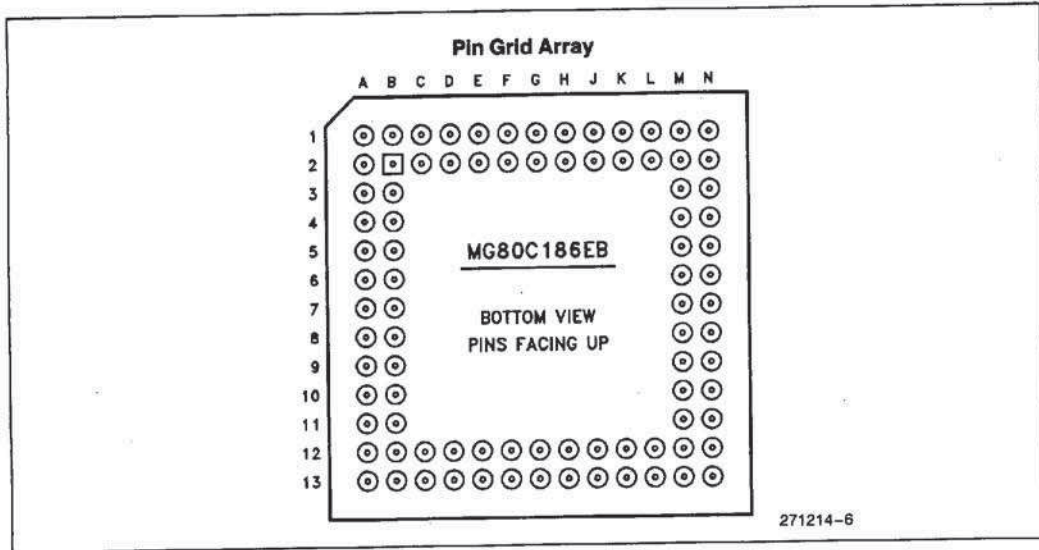 Pin Grid Array
A B C D E F G H J K L M N
1
2
3
4
5
MG80C186EB
6
7
BOTTOM VIEW
8
PINS FACING UP
9
10
11
12
13
271214-6